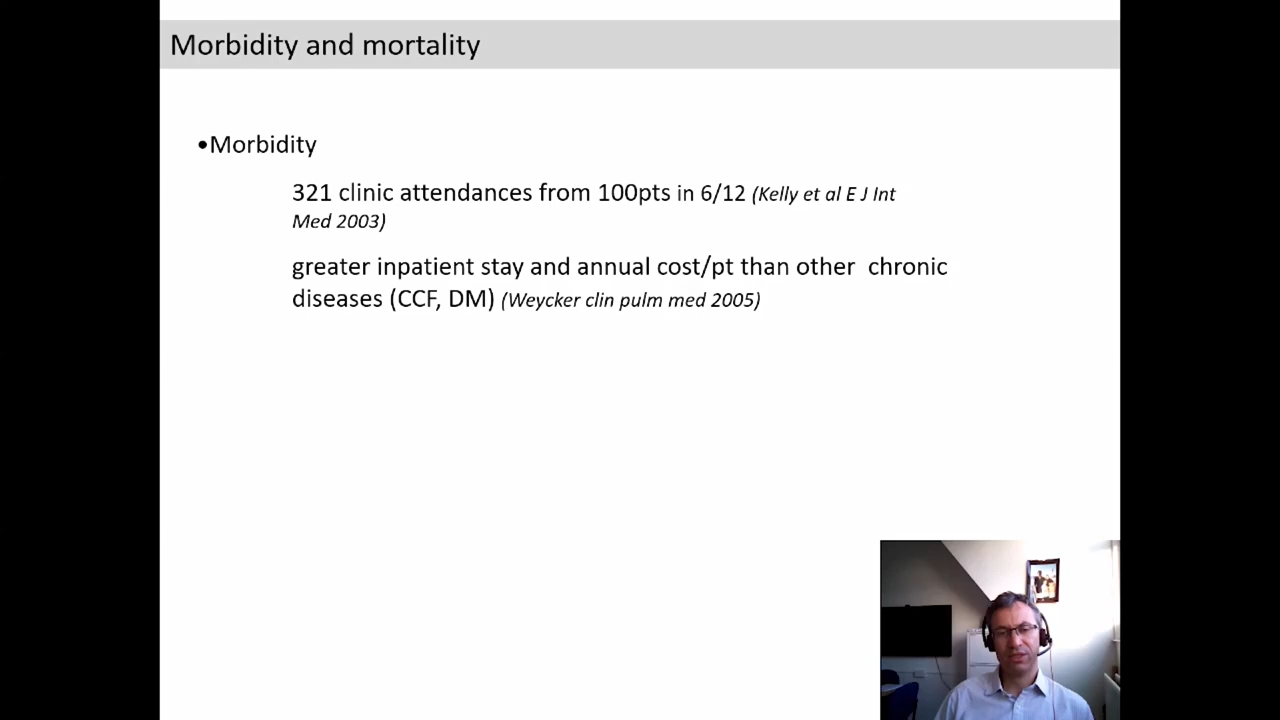 Morbidity and mortality
•Morbidity
321 clinic attendances from 100pts in 6/12 (Kelly et al E J Int
Med 2003)
greater inpatient stay and annual cost/pt than other  chronic
diseases (CCF, DM) (Weycker clin pulm med 2005)